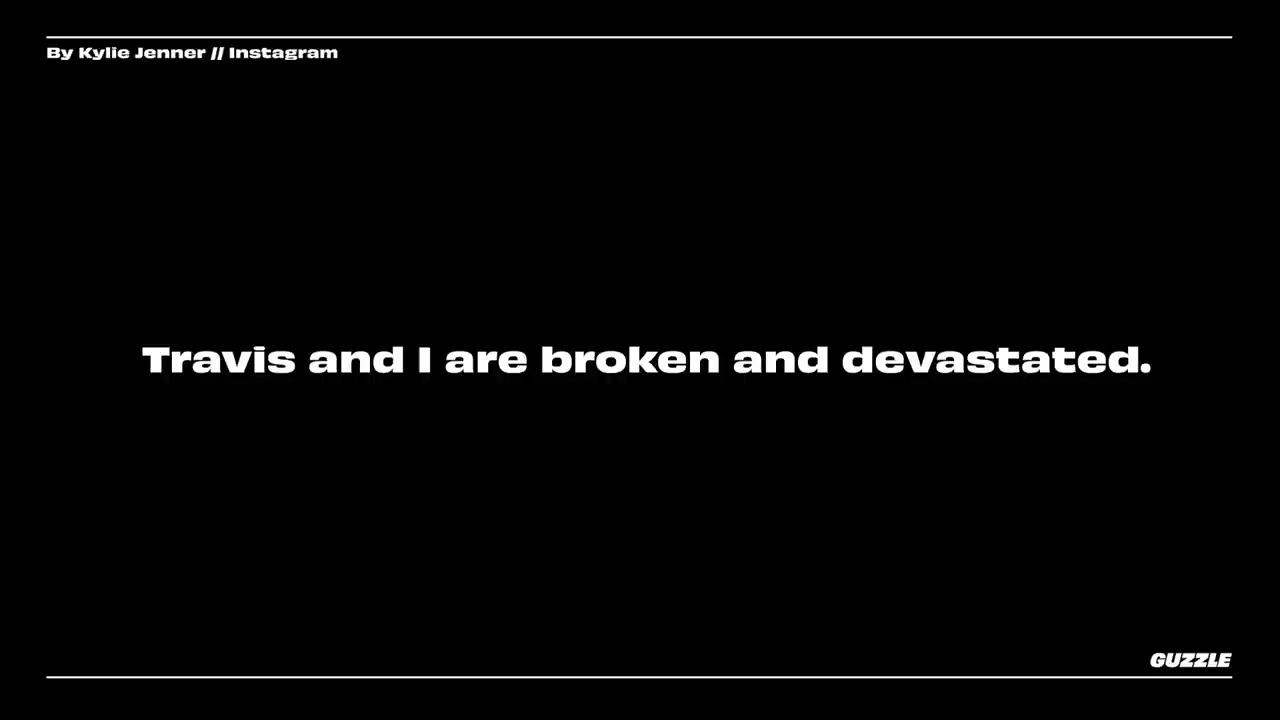 By Kylie Jenner // Instagram
Travis and I are broken and devastated.
GUZZLE